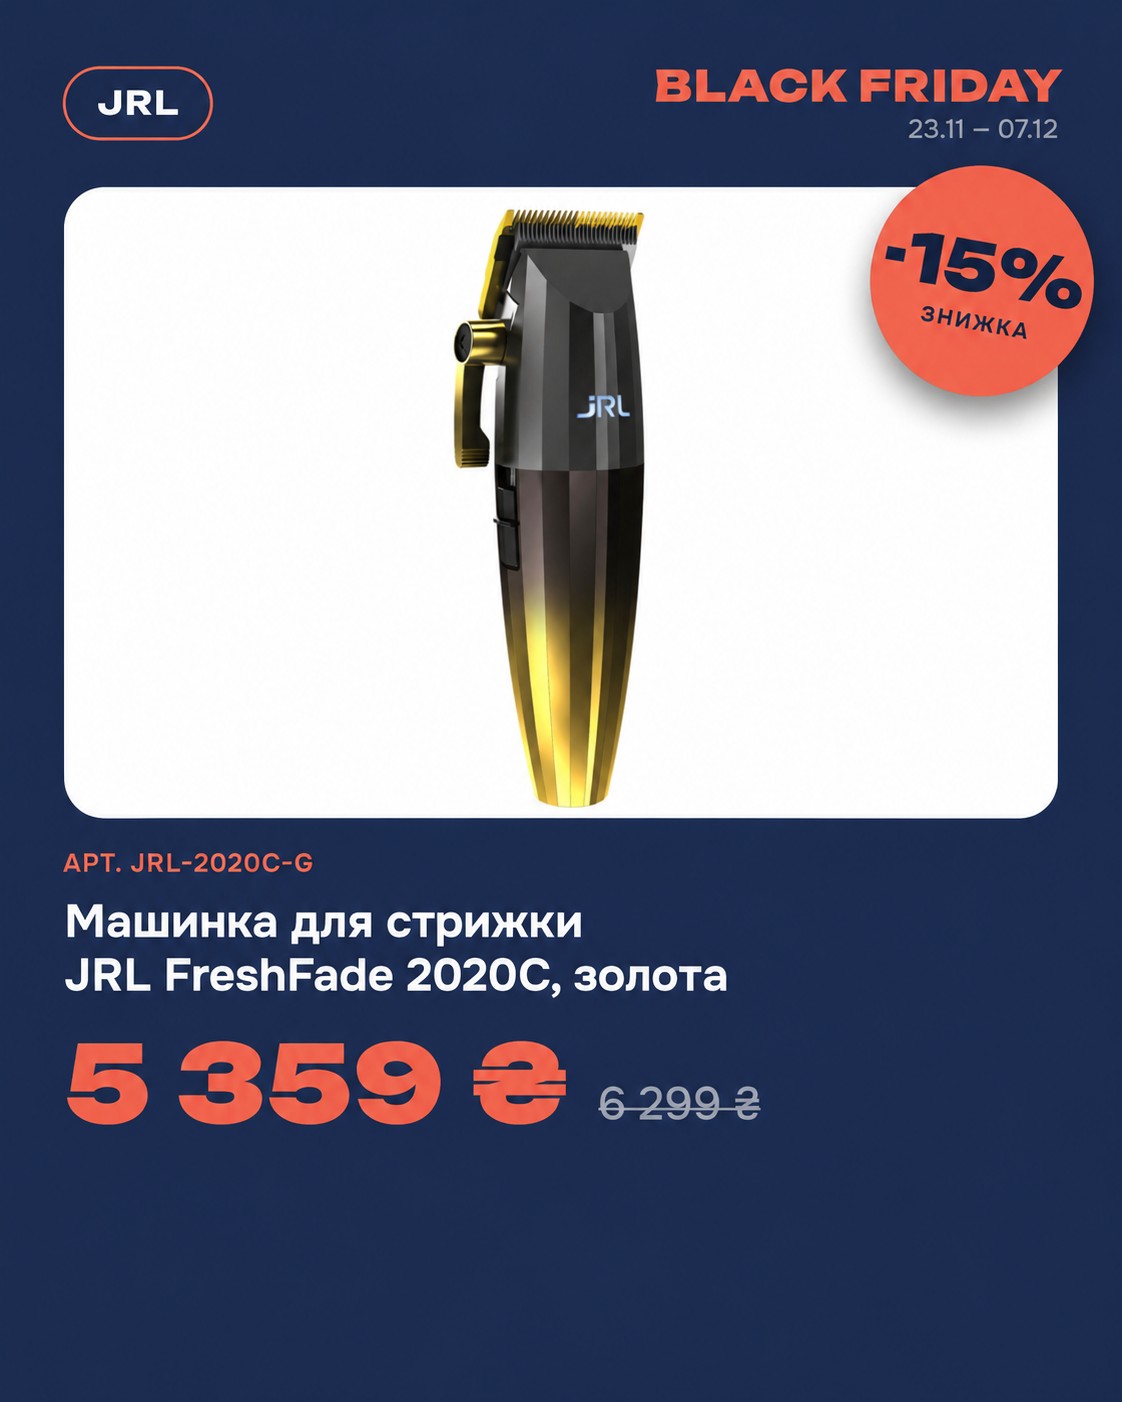 JRL
BLACK FRIDAY
23.11 – 07.12
-15%
ЗНИЖКА
JRL
АРТ. JRL-2020C-G
Машинка для стрижки
JRL FreshFade 2020C, золота
5 359 ₴ 6 299 ₴